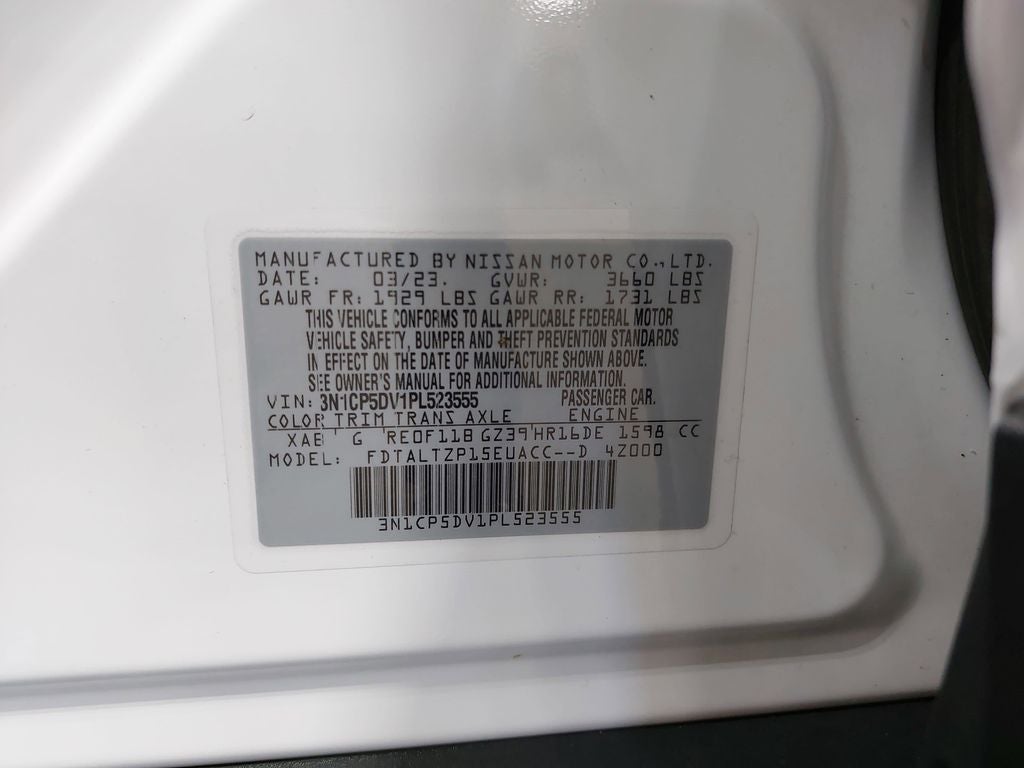 MANUFACTURED BY NISSAN MOTOR CO.,LTD.
DATE: 03/23. GVWR: 3660 LBS
GAWR FR: 1929 LBS GAWR RR: 1731 LBS
THIS VEHICLE CONFORMS TO ALL APPLICABLE FEDERAL MOTOR
VEHICLE SAFETY, BUMPER AND THEFT PREVENTION STANDARDS
IN EFFECT ON THE DATE OF MANUFACTURE SHOWN ABOVE.
SEE OWNER'S MANUAL FOR ADDITIONAL INFORMATION.
VIN: 3N1CP5DV1PL523555 PASSENGER CAR.
COLOR TRIM TRANS AXLE ENGINE
XAB G RE0F11B GZ39 HR16DE 1598 CC
MODEL: FDTALTZP15EUACC--D 4Z000
3N1CP5DV1PL523555